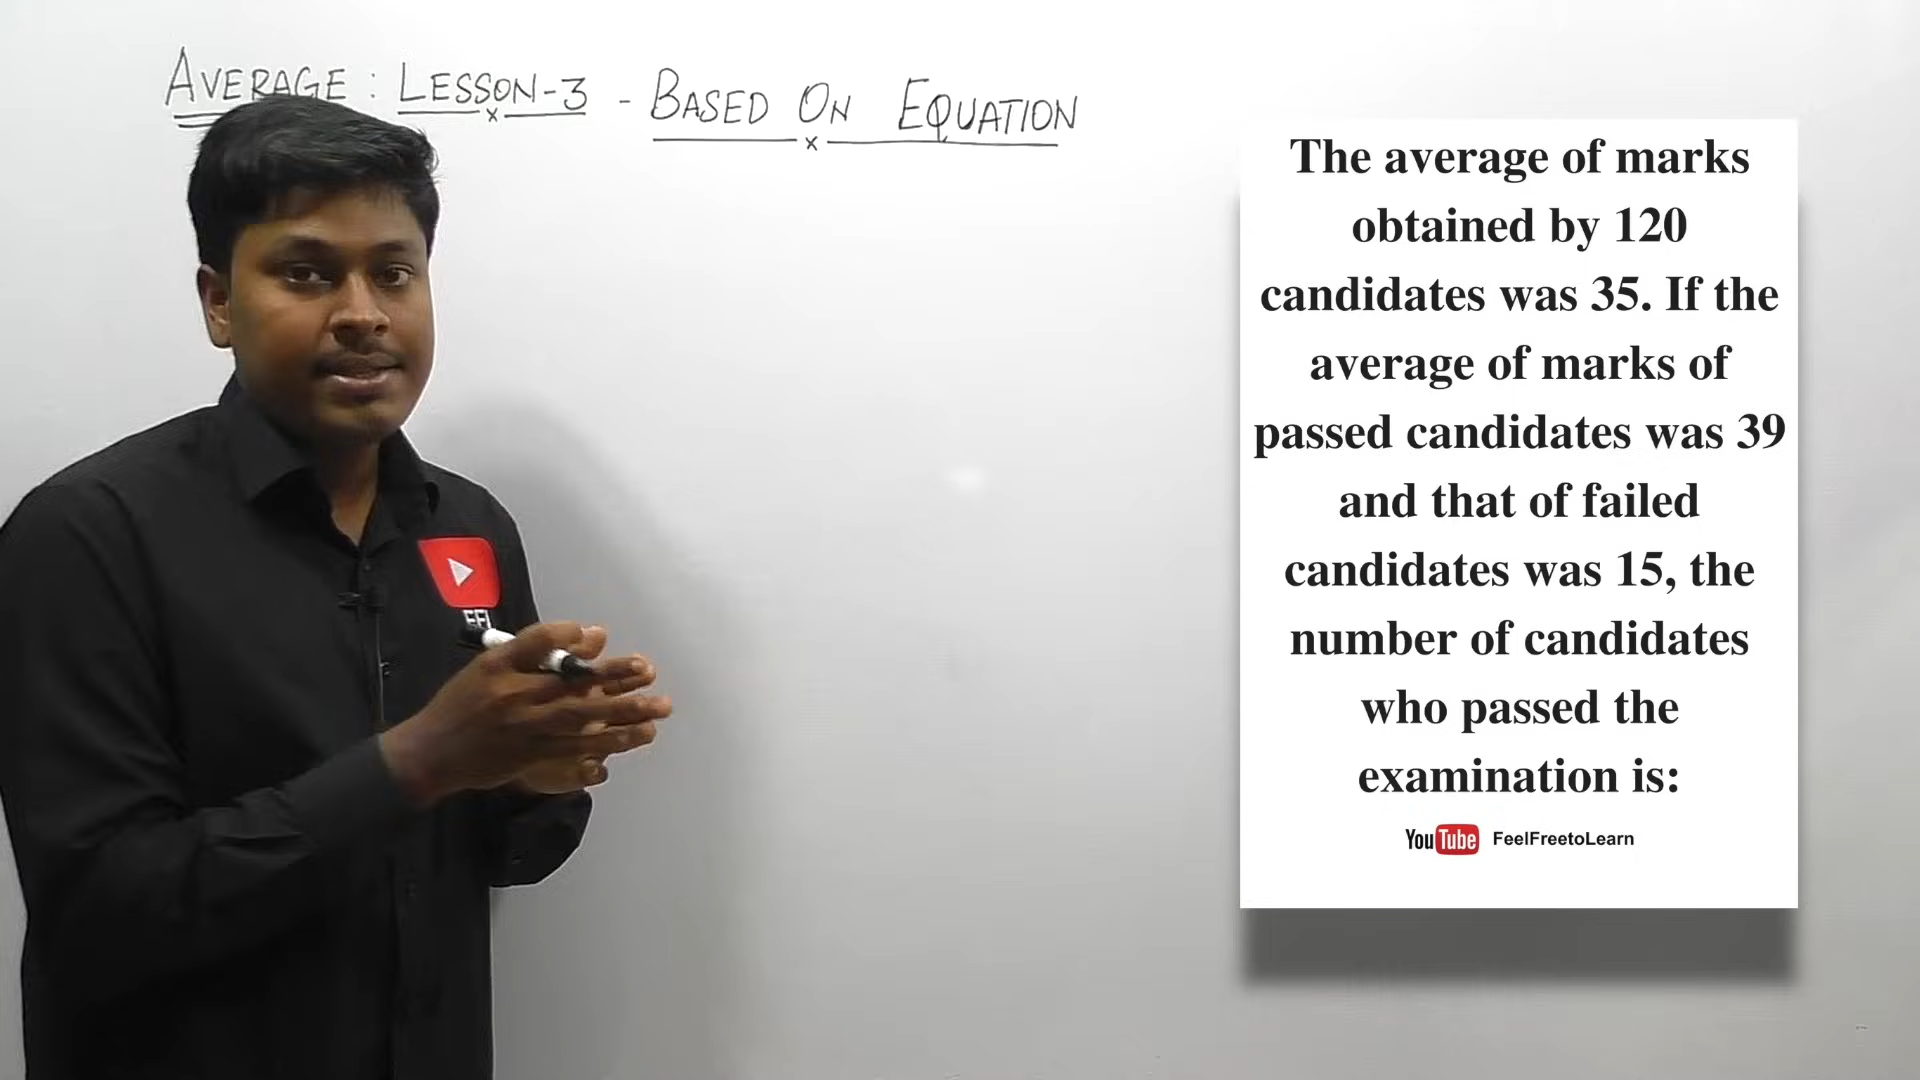 AVERAGE : LESSON-3 - BASED ON EQUATION
The average of marks
obtained by 120
candidates was 35. If the
average of marks of
passed candidates was 39
and that of failed
candidates was 15, the
number of candidates
who passed the
examination is:
YouTube FeelFreetoLearn
FFL